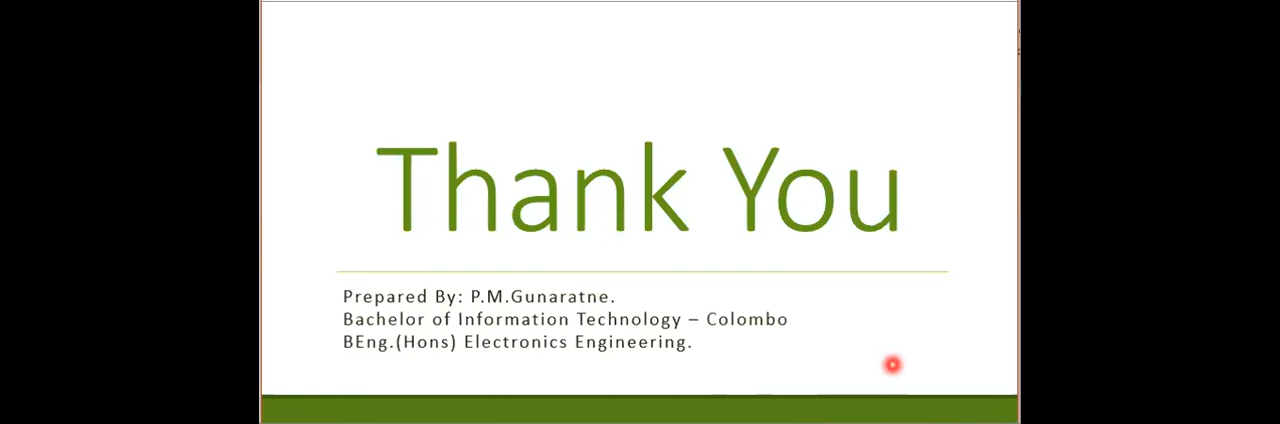 Thank You
Prepared By: P.M.Gunaratne.
Bachelor of Information Technology – Colombo
BEng.(Hons) Electronics Engineering.